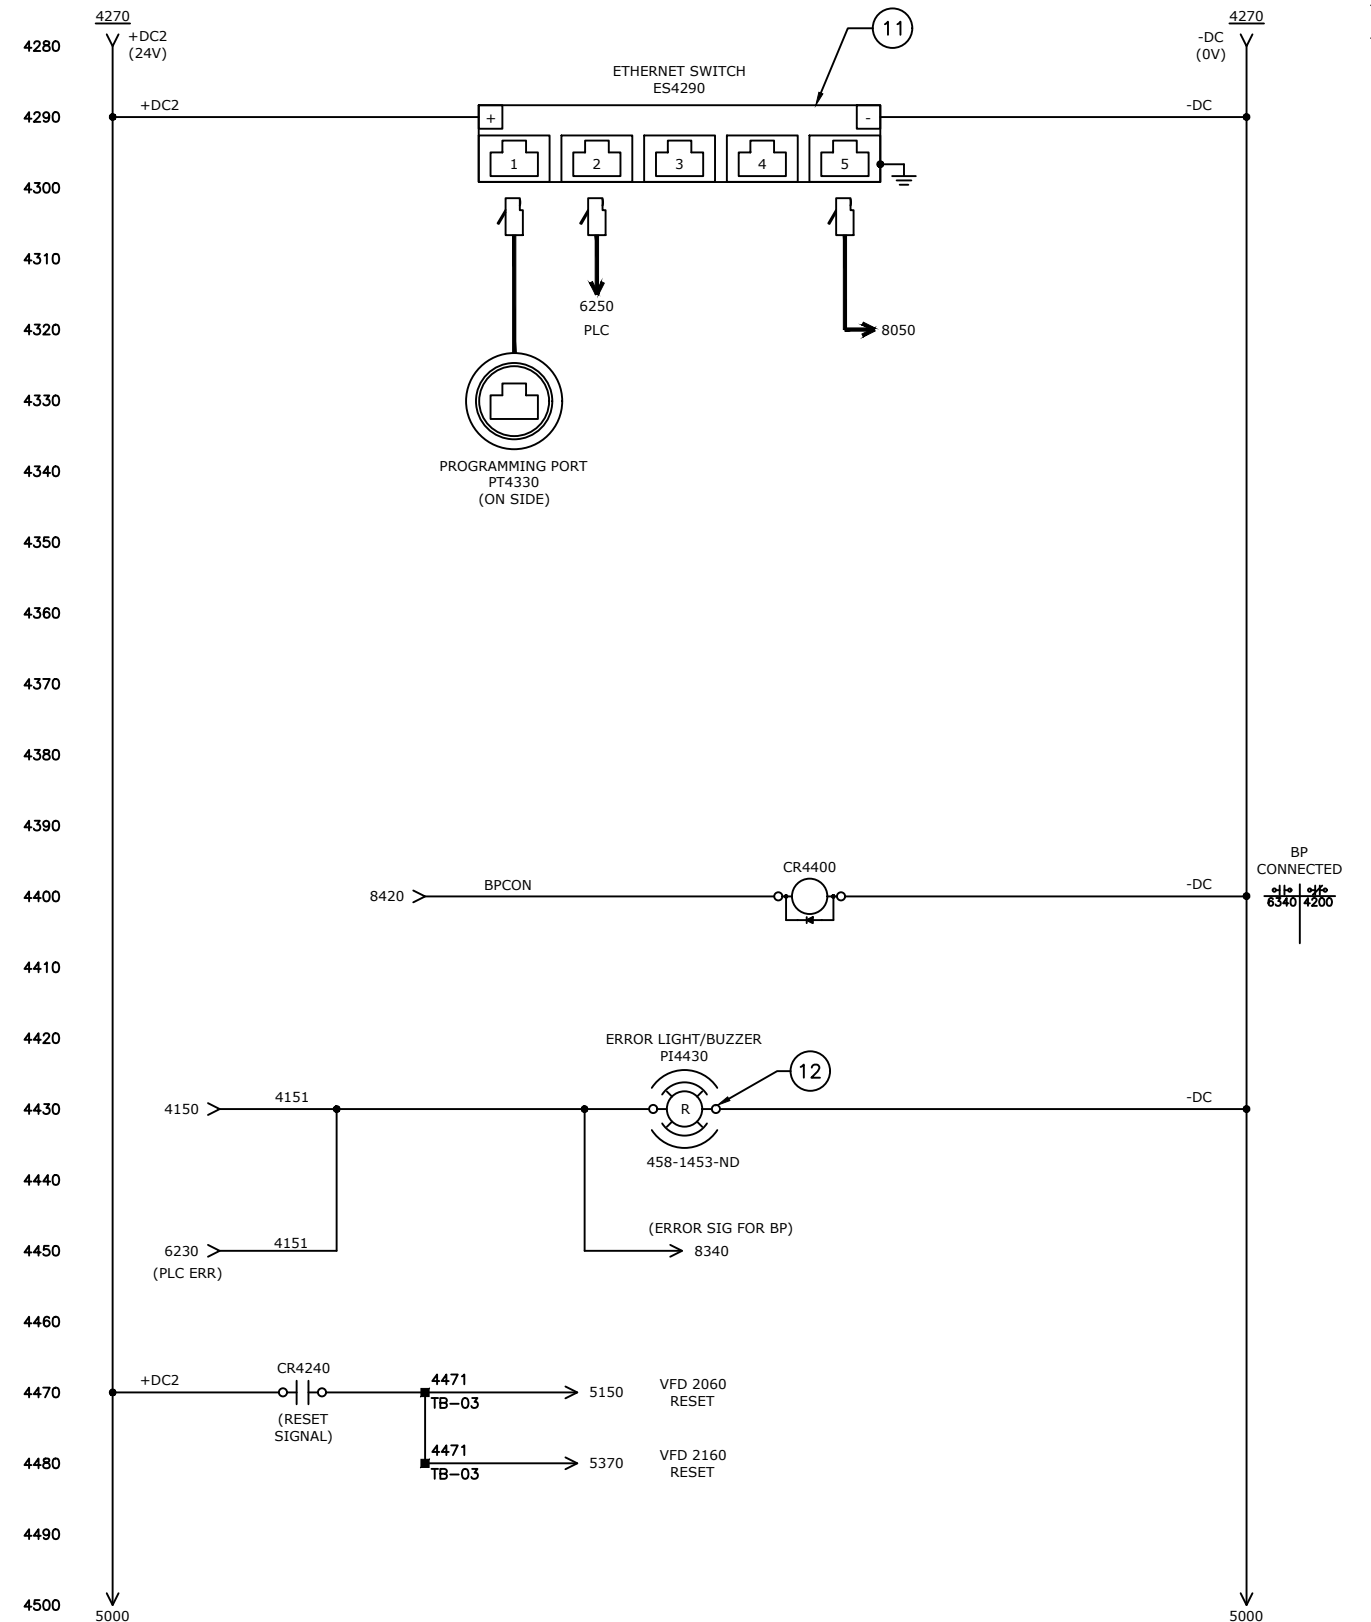 4270
4270
+DC2
(24V)
-DC
(0V)
11
4280
ETHERNET SWITCH
ES4290
4290
+DC2
+
-
-DC
1
2
3
4
5
4300
4310
6250
PLC
4320
8050
4330
PROGRAMMING PORT
PT4330
(ON SIDE)
4340
4350
4360
4370
4380
4390
CR4400
BP
CONNECTED
4400
8420
BPCON
-DC
6340
4200
4410
4420
ERROR LIGHT/BUZZER
PI4430
12
4430
4150
4151
R
-DC
458-1453-ND
4440
(ERROR SIG FOR BP)
4450
6230
4151
8340
(PLC ERR)
4460
CR4240
4470
+DC2
4471
TB-03
5150
VFD 2060
RESET
(RESET
SIGNAL)
4480
4471
TB-03
5370
VFD 2160
RESET
4490
4500
5000
5000